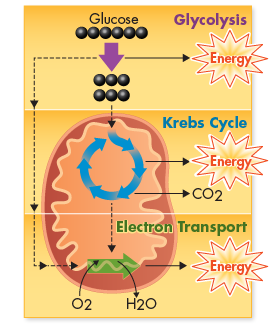 Glucose
Glycolysis
Energy
Krebs Cycle
Energy
CO2
Electron Transport
Energy
O2
H2O